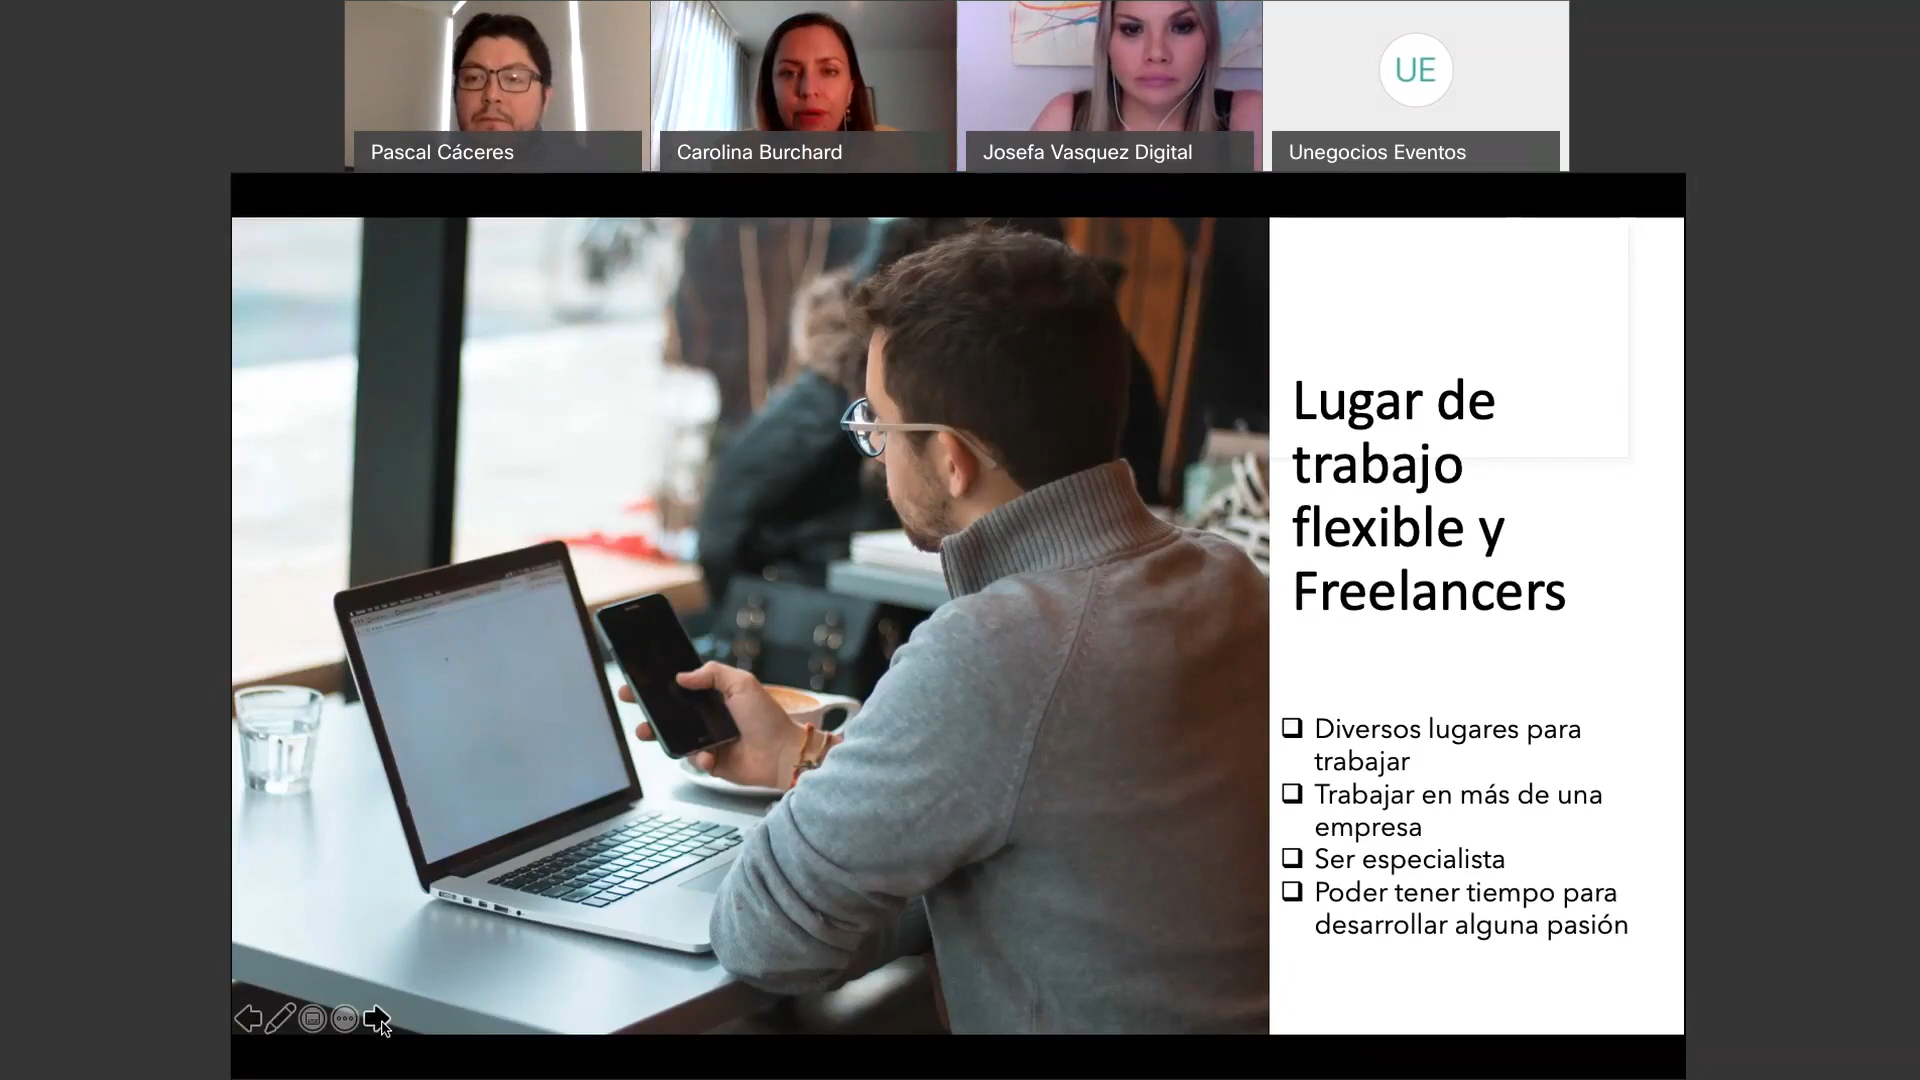 UE
Pascal Cáceres
Carolina Burchard
Josefa Vasquez Digital
Unegocios Eventos
Lugar de
trabajo
flexible y
Freelancers
Diversos lugares para
trabajar
Trabajar en más de una
empresa
Ser especialista
Poder tener tiempo para
desarrollar alguna pasión